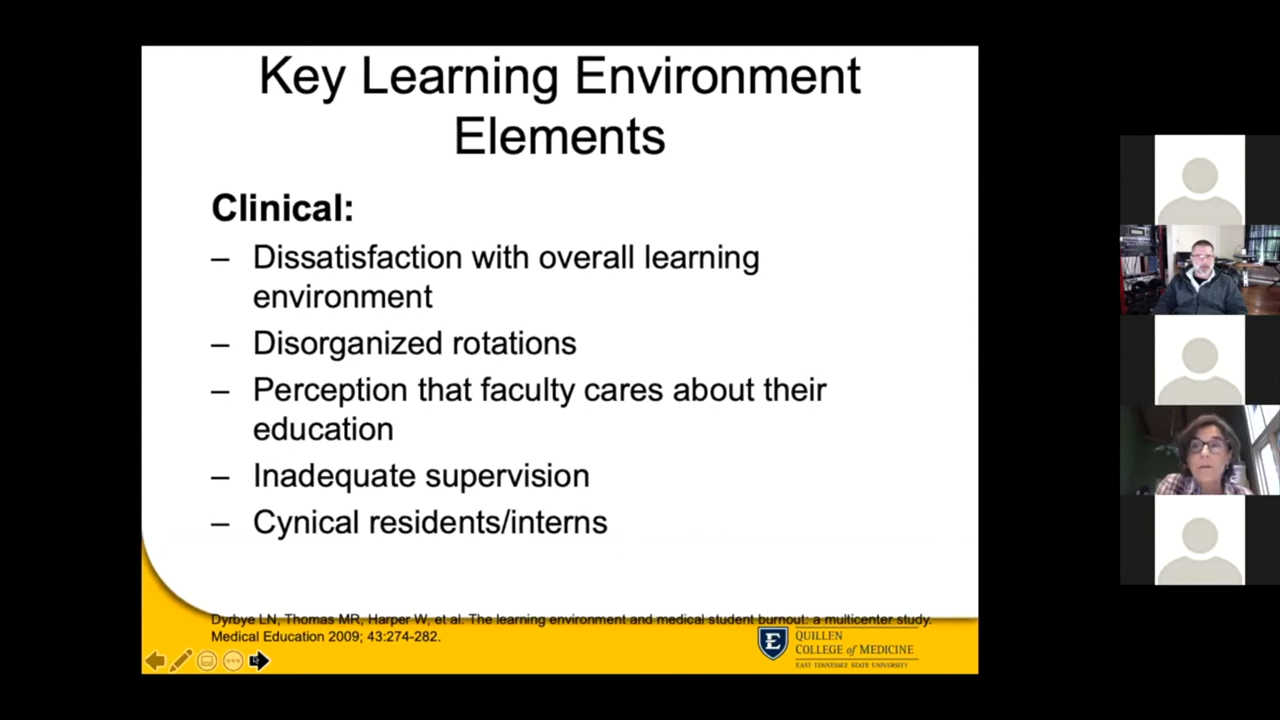 Key Learning Environment
Elements
Clinical:
– Dissatisfaction with overall learning
environment
– Disorganized rotations
– Perception that faculty cares about their
education
– Inadequate supervision
– Cynical residents/interns
Dyrbye LN, Thomas MR, Harper W, et al. The learning environment and medical student burnout: a multicenter study.
Medical Education 2009; 43:274-282.
E
QUILLEN
COLLEGE of MEDICINE
EAST TENNESSEE STATE UNIVERSITY